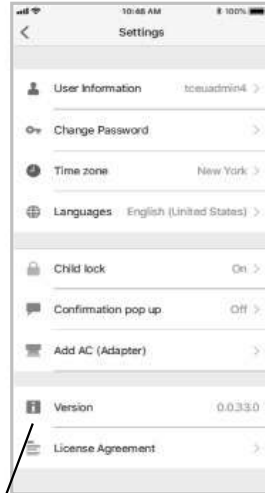 10:46 AM 100%
Settings
User Information tceuadmin4 >
Change Password >
Time zone New York >
Languages English (United States) >
Child lock On >
Confirmation pop up Off >
Add AC (Adapter) >
Version 0.0.33.0
License Agreement >